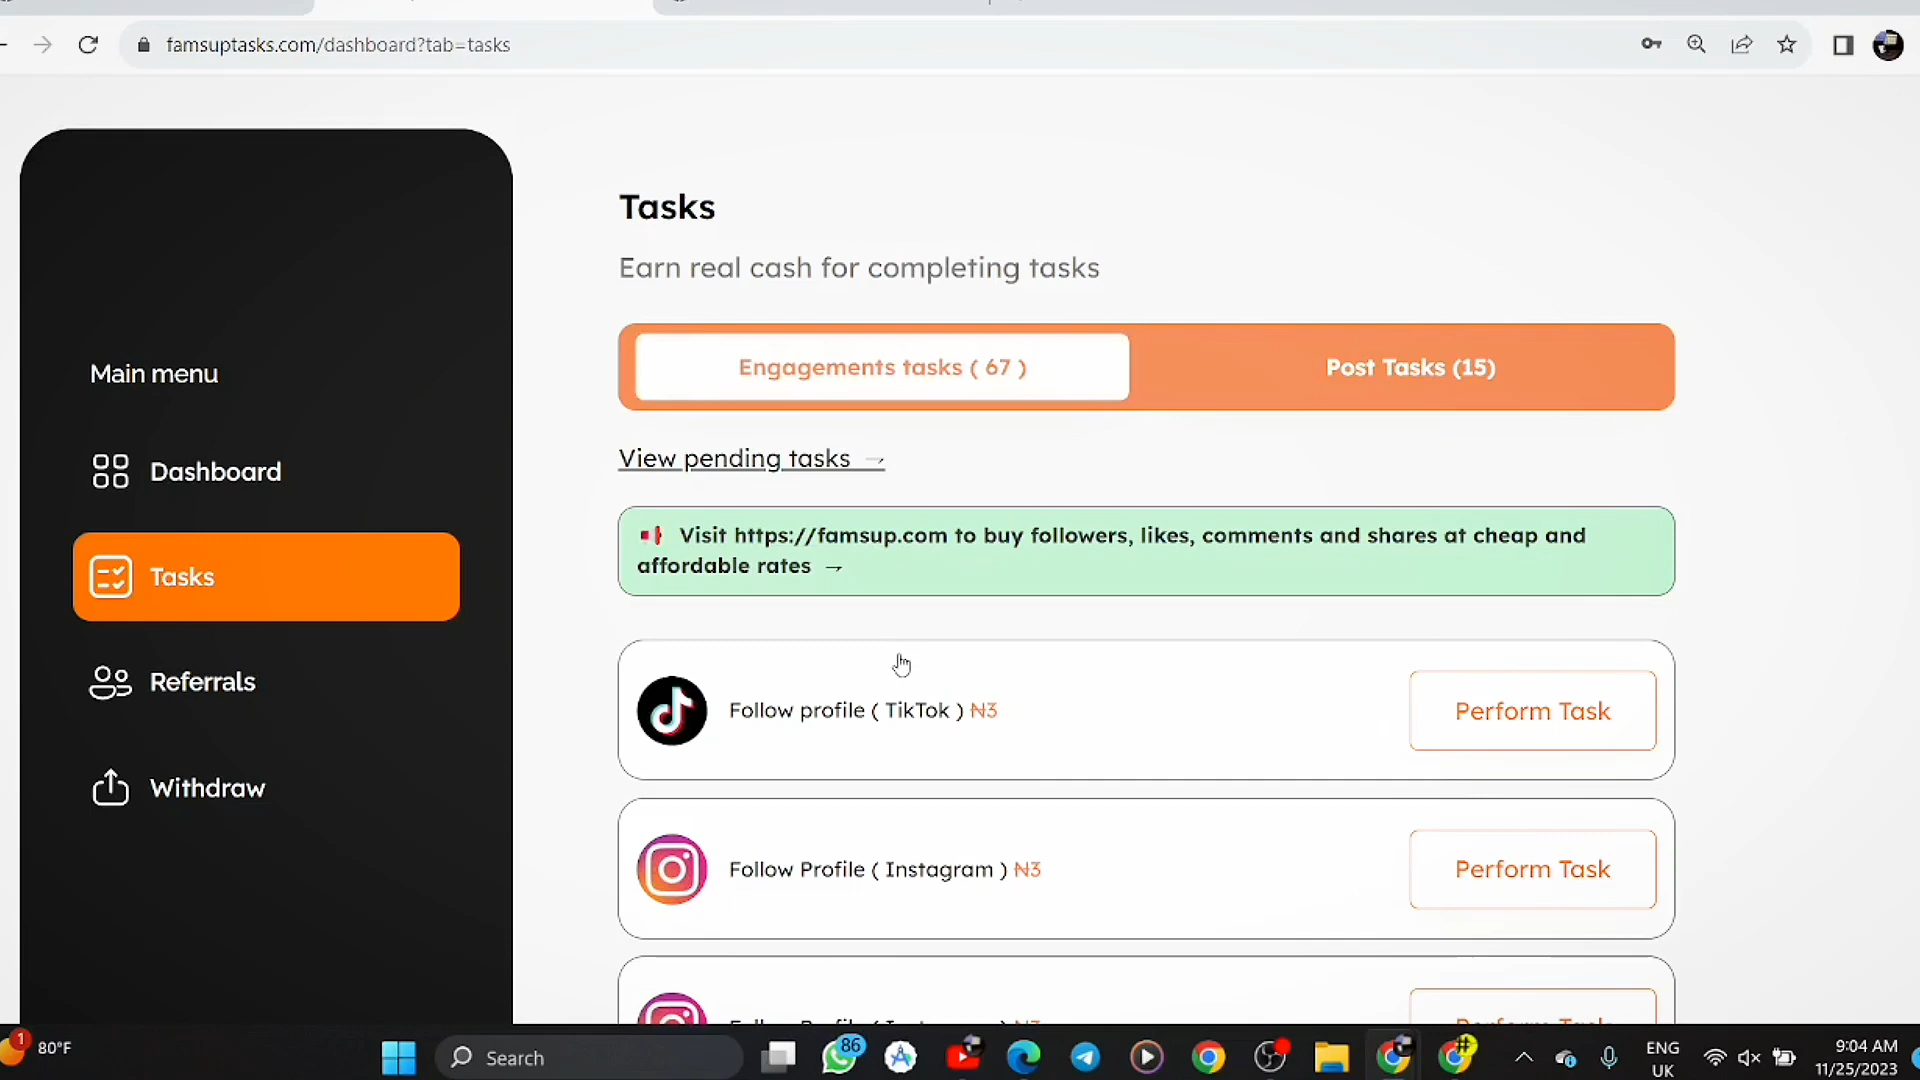 famsuptasks.com/dashboard?tab=tasks
Main menu
Dashboard
Tasks
Referrals
Withdraw
Tasks
Earn real cash for completing tasks
Engagements tasks ( 67 )
Post Tasks (15)
View pending tasks →
Visit https://famsup.com to buy followers, likes, comments and shares at cheap and
affordable rates →
Follow profile ( TikTok ) ₦3
Perform Task
Follow Profile ( Instagram ) ₦3
Perform Task
1
80°F
Search
86
ENG
UK
9:04 AM
11/25/2023